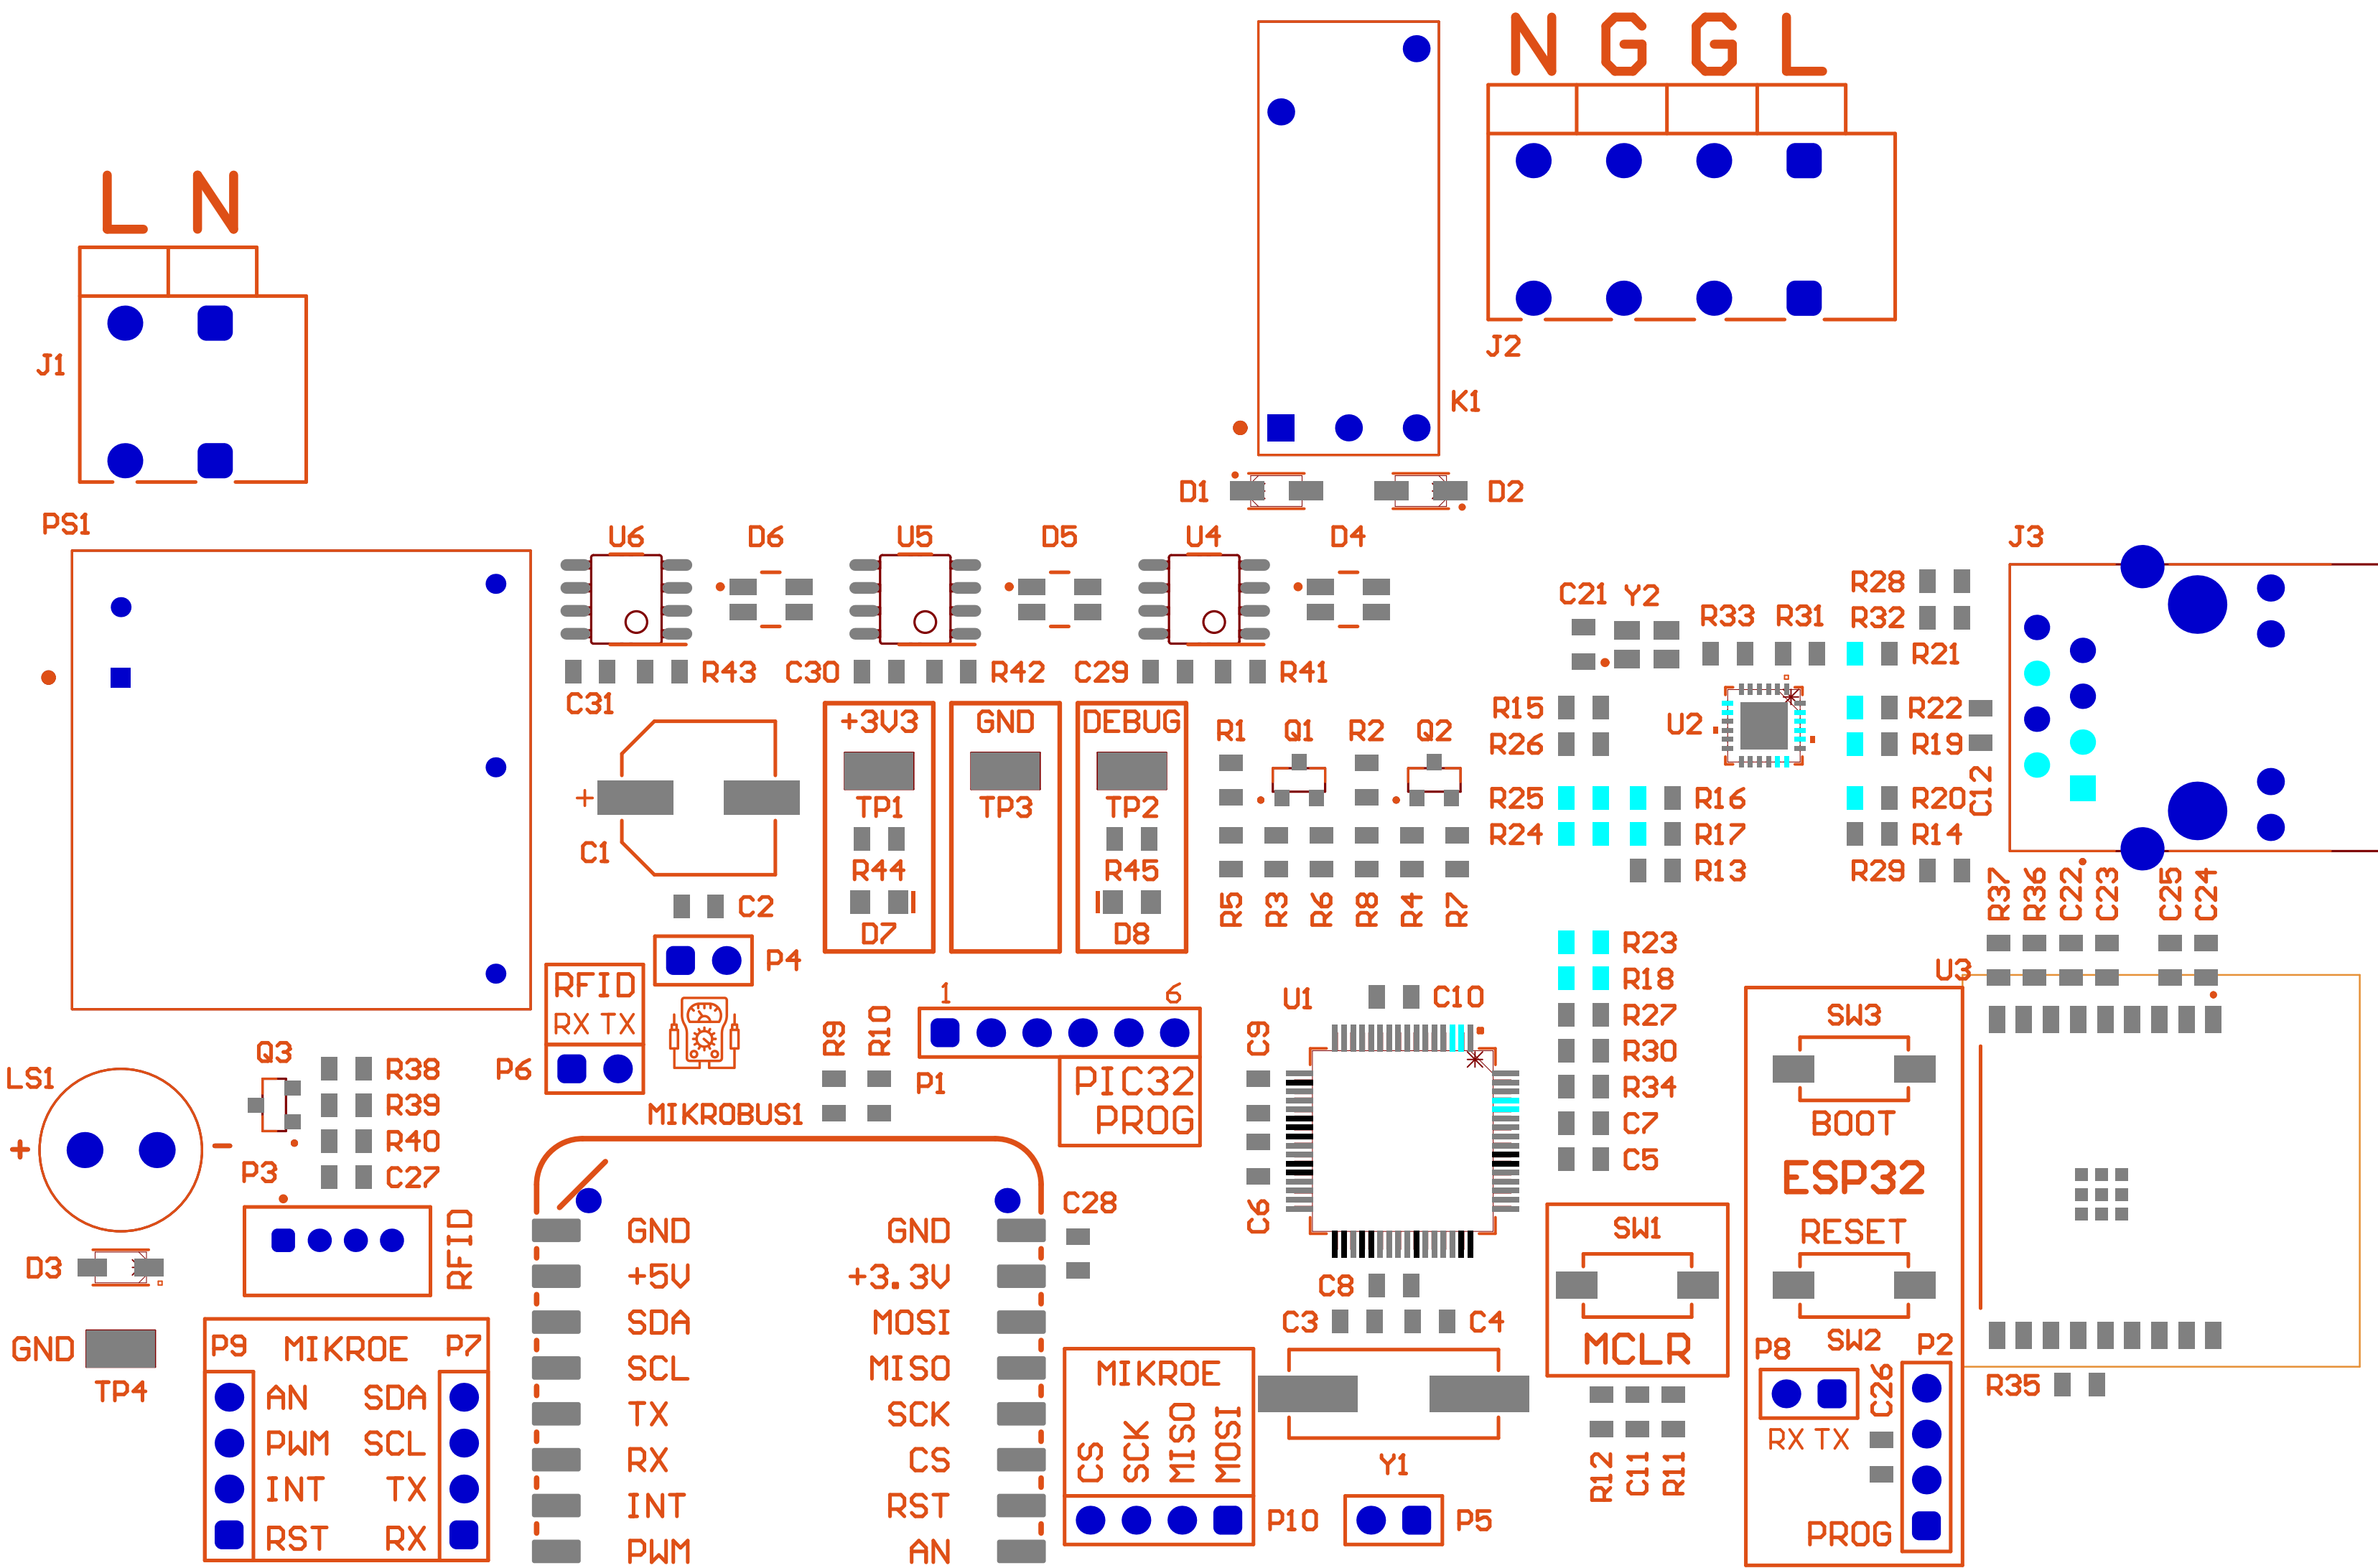 N G G L
L N
J1
J2
K1
D1
D2
PS1
U6
D6
U5
D5
U4
D4
J3
C21
Y2
R28
R33
R31
R32
R21
R43
C30
R42
C29
R41
C31
R15
U2
R22
R26
R19
+3V3
GND
DEBUG
R1
Q1
R2
Q2
+
TP1
TP3
TP2
R25
R16
R20
C12
R24
R17
R14
C1
R44
R45
R13
R29
C2
R5
R3
R6
R8
R4
R7
R37
R36
C22
C23
C25
C24
D7
D8
P4
R23
U3
RFID
R18
RX TX
1
6
U1
C10
R9
R10
C9
R27
SW3
Q3
R30
LS1
R38
P6
P1
PIC32
R34
R39
MIKROBUS1
PROG
C7
BOOT
+
-
R40
C5
P3
C27
ESP32
C28
C6
RFID
GND
GND
SW1
RESET
D3
+5V
+3.3V
C8
SDA
MOSI
C3
C4
GND
P9
MIKROE
P7
MCLR
SW2
P8
P2
SCL
MISO
MIKROE
TP4
AN
SDA
R35
C26
TX
SCK
PWM
SCL
CS
SCK
MISO
MOSI
RX TX
RX
CS
Y1
R12
C11
R11
INT
TX
INT
RST
P10
P5
RST
RX
PROG
PWM
AN